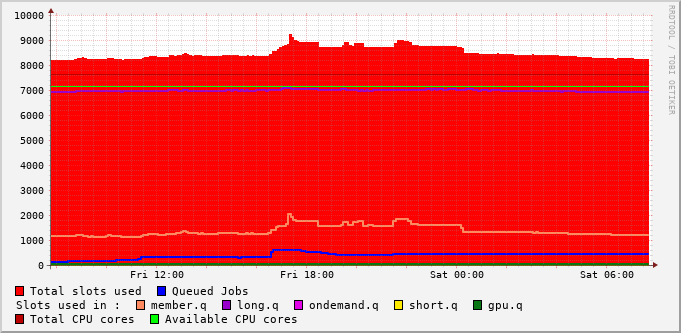 10000
9000
8000
7000
6000
5000
4000
3000
2000
1000
0
Fri 12:00 Fri 18:00 Sat 00:00 Sat 06:00
RRDTOOL / TOBI OETIKER
Total slots used Queued Jobs
Slots used in : member.q long.q ondemand.q short.q gpu.q
Total CPU cores Available CPU cores